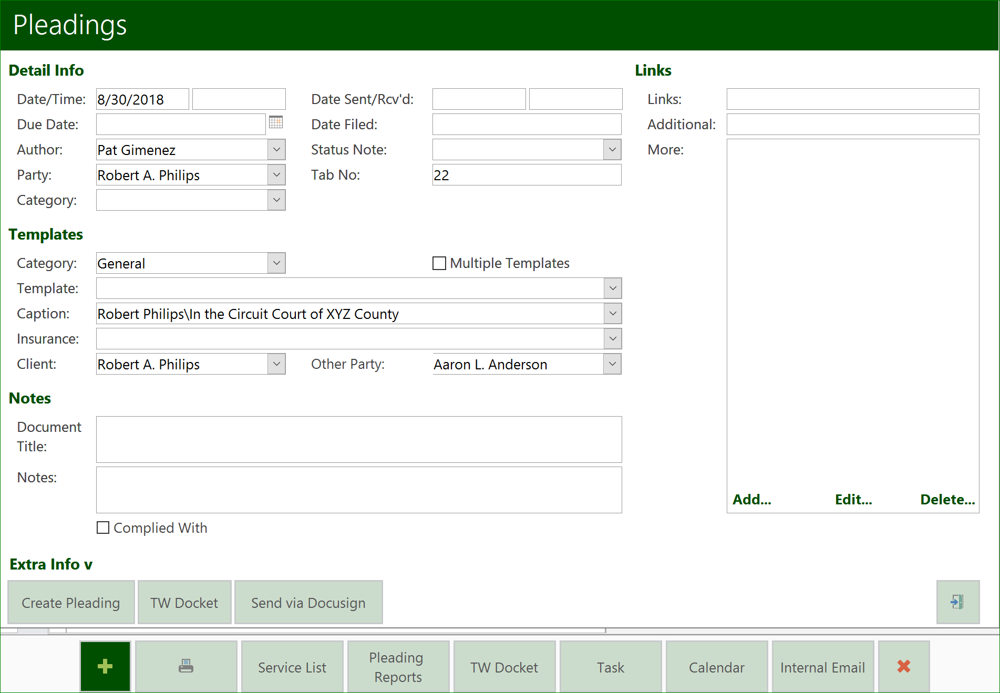 Pleadings
Detail Info
Date/Time: 8/30/2018
Date Sent/Rcv'd:
Due Date:
Date Filed:
Author: Pat Gimenez
Status Note:
Party: Robert A. Philips
Tab No: 22
Category:
Links
Links:
Additional:
More:
Add...
Edit...
Delete...
Templates
Category: General
Multiple Templates
Template:
Caption: Robert Philips\In the Circuit Court of XYZ County
Insurance:
Client: Robert A. Philips
Other Party: Aaron L. Anderson
Notes
Document
Title:
Notes:
Complied With
Extra Info v
Create Pleading
TW Docket
Send via Docusign
Service List
Pleading
Reports
TW Docket
Task
Calendar
Internal Email